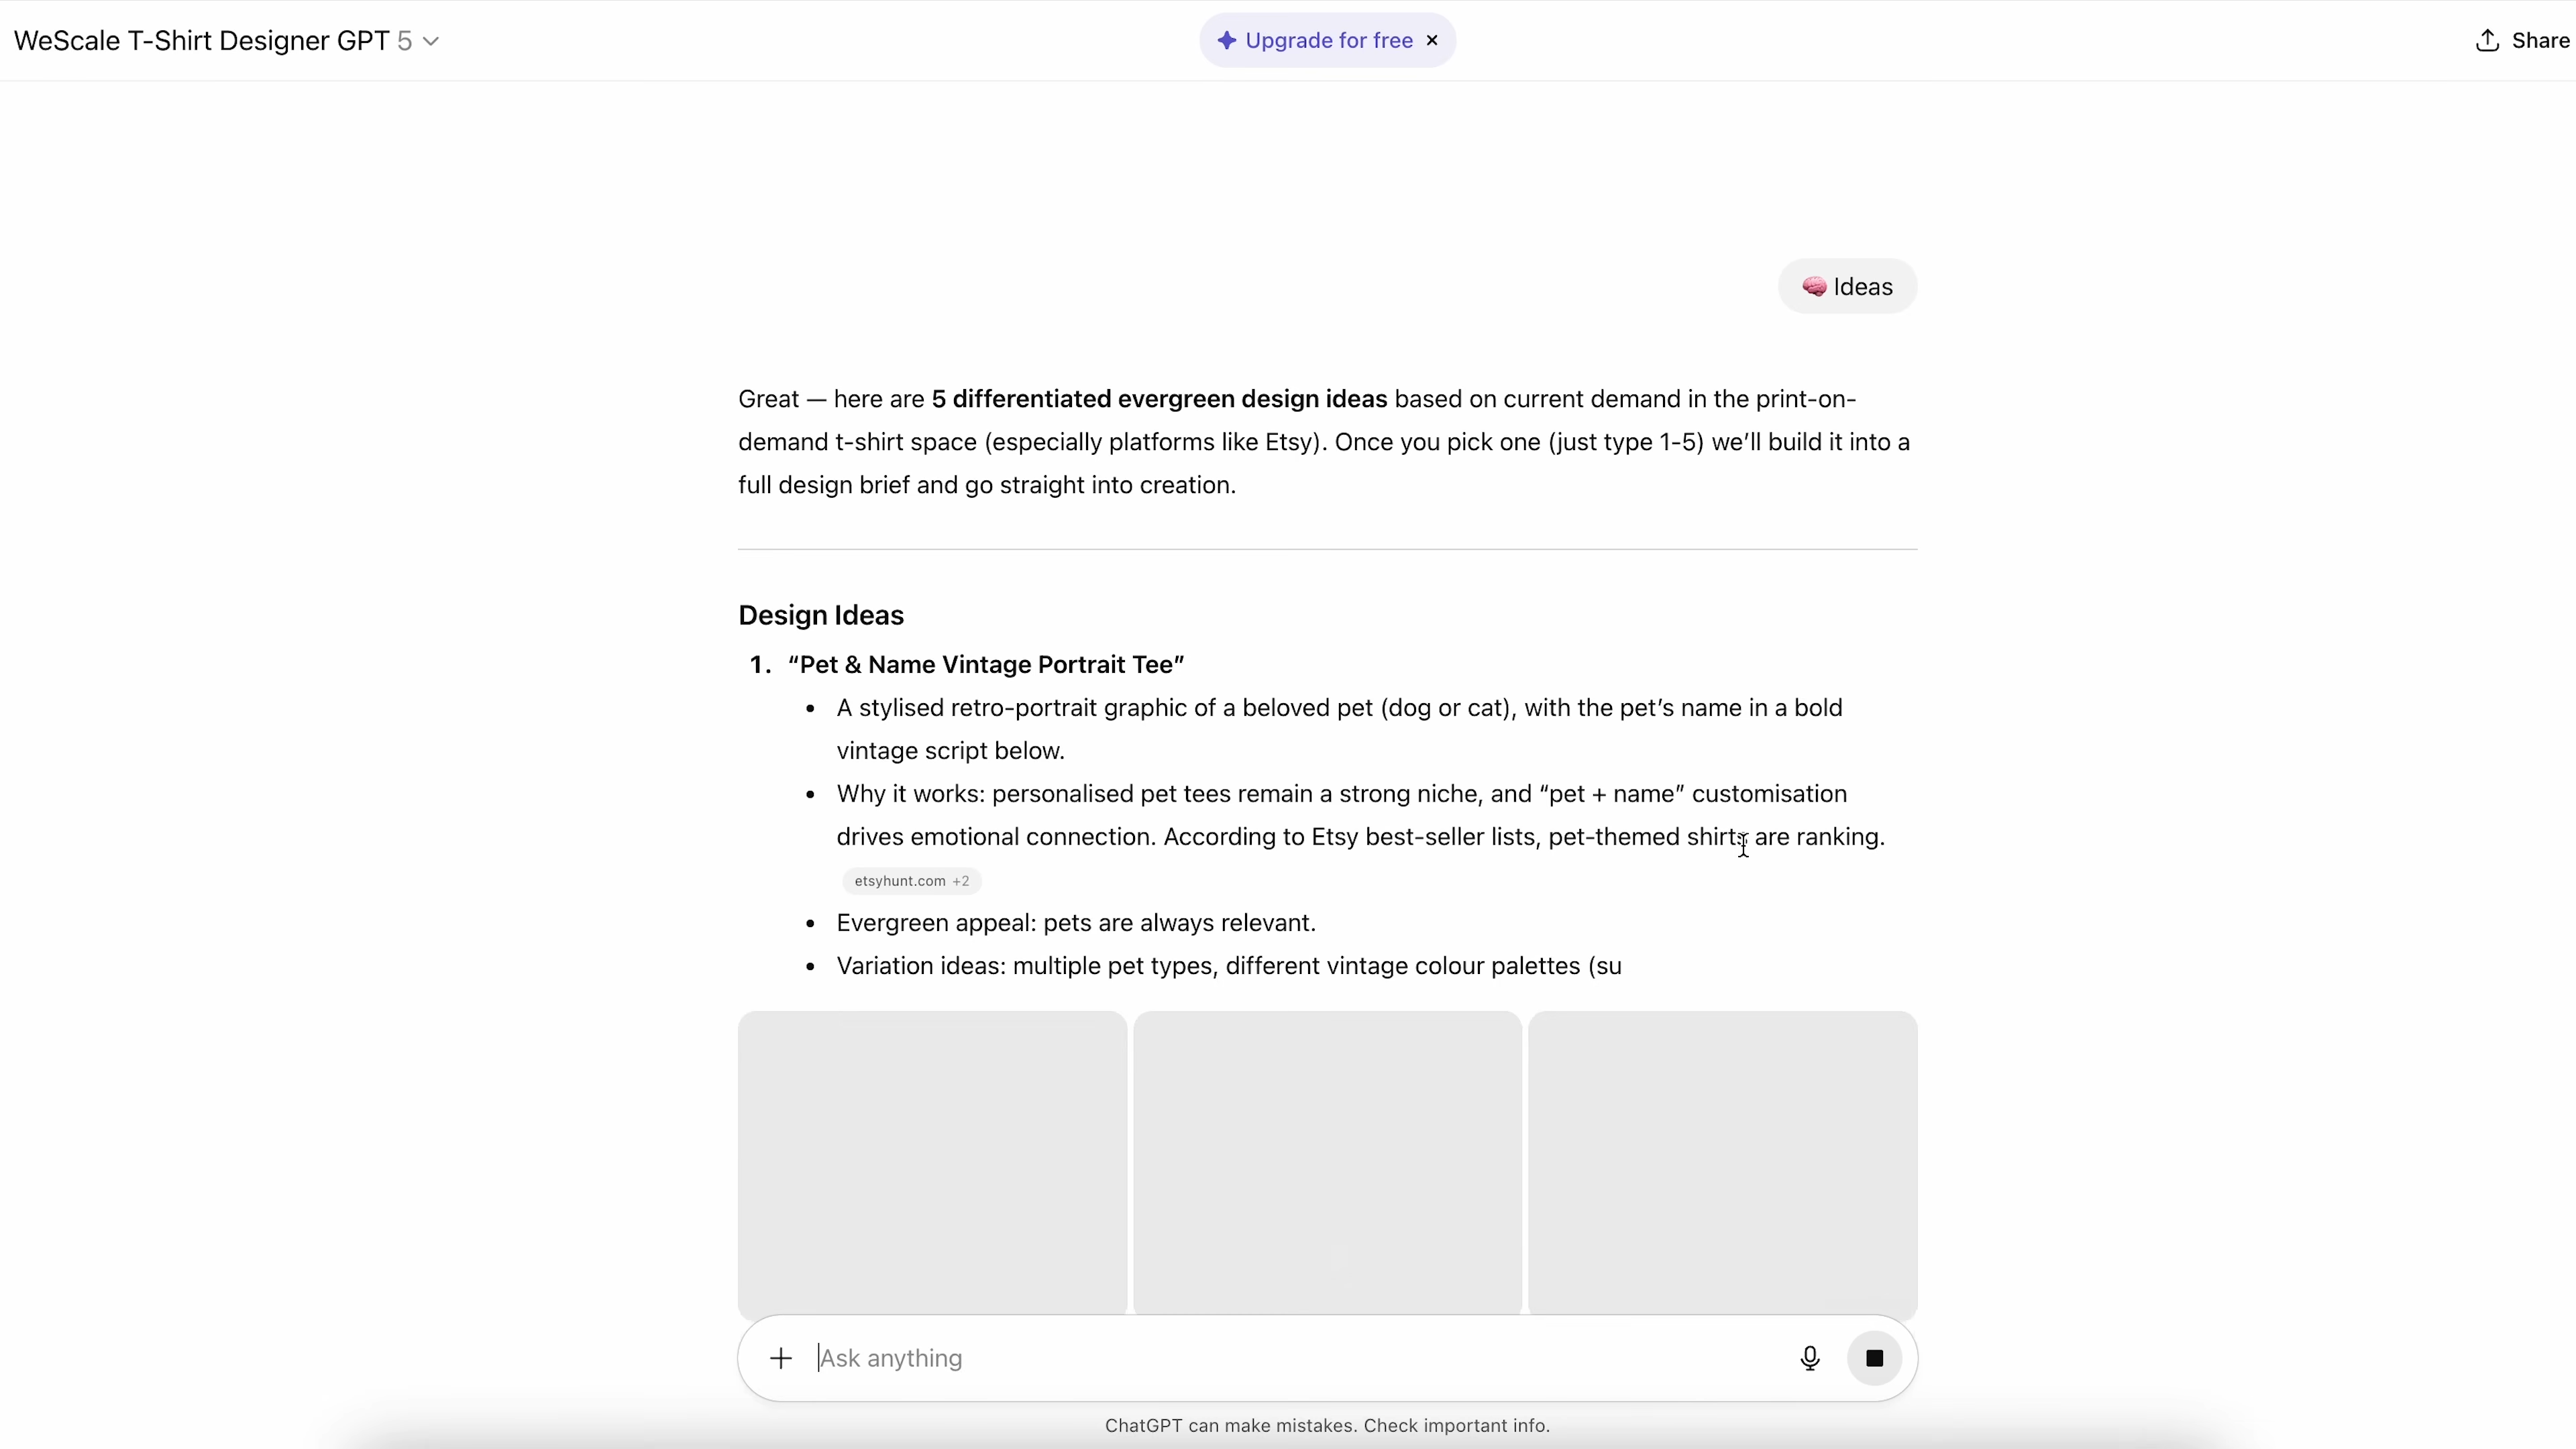 WeScale T-Shirt Designer GPT 5
Upgrade for free ×
Share
🧠 Ideas
Great — here are 5 differentiated evergreen design ideas based on current demand in the print-on-
demand t-shirt space (especially platforms like Etsy). Once you pick one (just type 1-5) we’ll build it into a
full design brief and go straight into creation.
Design Ideas
1. “Pet & Name Vintage Portrait Tee”
• A stylised retro-portrait graphic of a beloved pet (dog or cat), with the pet’s name in a bold
vintage script below.
• Why it works: personalised pet tees remain a strong niche, and “pet + name” customisation
drives emotional connection. According to Etsy best-seller lists, pet-themed shirts are ranking.
etsyhunt.com +2
• Evergreen appeal: pets are always relevant.
• Variation ideas: multiple pet types, different vintage colour palettes (su
Ask anything
ChatGPT can make mistakes. Check important info.